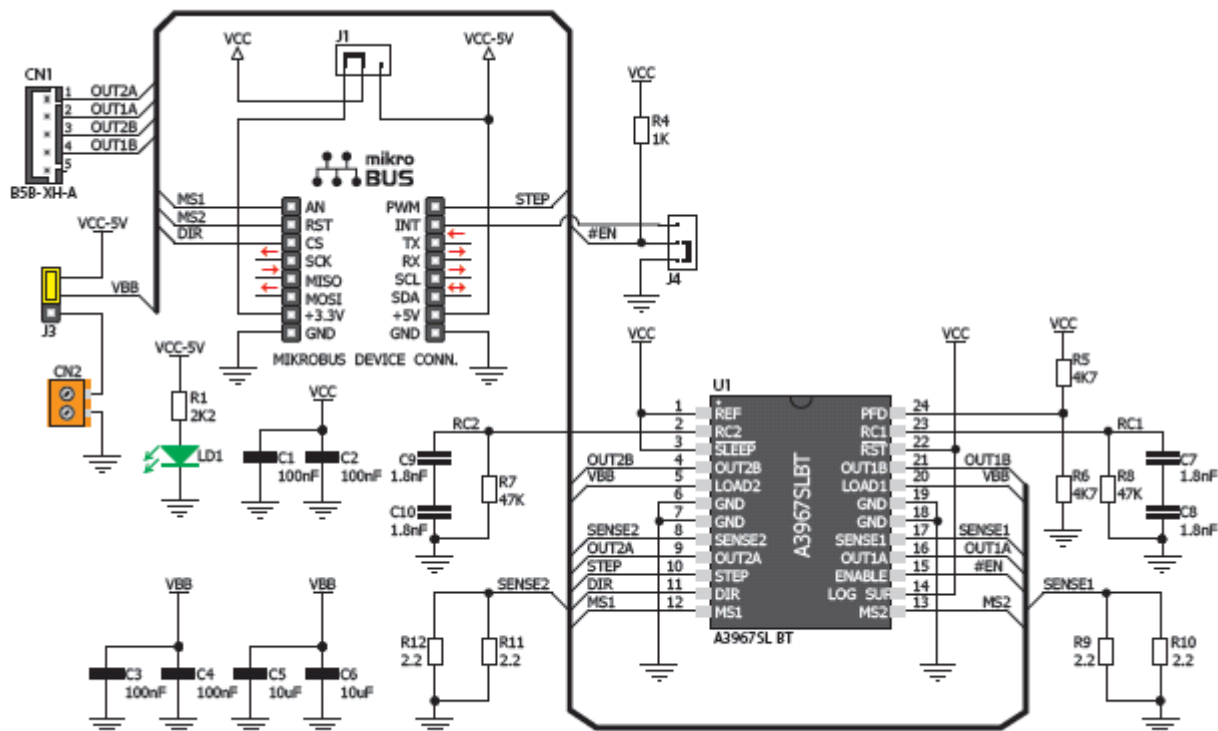 VCC
J1
VCC-5V
CN1
1 OUT2A
2 OUT1A
3 OUT2B
4 OUT1B
5
B5B-XH-A
VCC
R4
1K
mikro
BUS
MS1 AN PWM STEP
MS2 RST INT
DIR CS TX #EN
SCK RX
MISO SCL
MOSI SDA
+3.3V +5V
GND GND
MIKROBUS DEVICE CONN.
J4
VCC-5V
VBB
J3
CN2
VCC-5V
R1
2K2
LD1
VCC
C1
100nF
C2
100nF
VCC
VCC
VCC
R5
4K7
U1
1 REF PFD 24
RC2 2 RC2 RC1 23 RC1
3 SLEEP RST 22
OUT2B 4 OUT2B OUT1B 21 OUT1B
VBB 5 LOAD2 LOAD1 20 VBB
6 GND GND 19
7 GND GND 18
SENSE2 8 SENSE2 SENSE1 17 SENSE1
OUT2A 9 OUT2A OUT1A 16 OUT1A
STEP 10 STEP ENABLE 15 #EN
DIR 11 DIR LOG SUP 14
MS1 12 MS1 MS2 13 MS2
A3967SLBT
A3967SL BT
C9
1.8nF
C10
1.8nF
R7
47K
R6
4K7
R8
47K
C7
1.8nF
C8
1.8nF
VBB
VBB
C3
100nF
C4
100nF
C5
10uF
C6
10uF
SENSE2
R12
2.2
R11
2.2
SENSE1
R9
2.2
R10
2.2